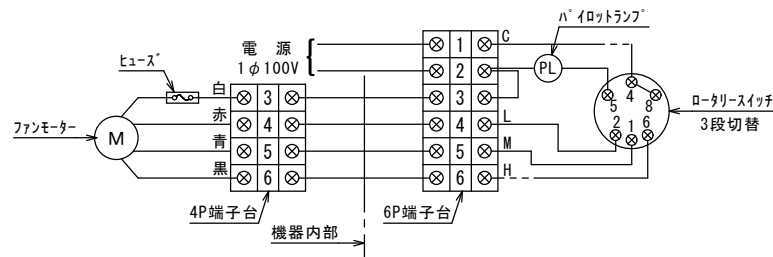 ﾊﾟｲﾛｯﾄﾗﾝﾌﾟ
電 源
1φ100V
ﾋｭｰｽﾞ
白
3
赤
4
青
5
黒
6
ﾌｧﾝﾓｰﾀｰ
M
1
C
2
3
4
L
5
M
6
H
PL
4
5
8
2
1
6
ﾛｰﾀﾘｰｽｲｯﾁ
3段切替
4P端子台
6P端子台
機器内部